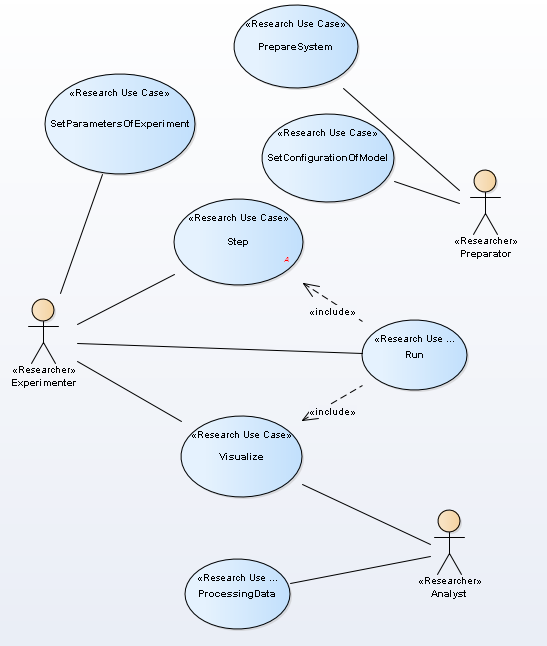 «Research Use Case»
PrepareSystem
«Research Use Case»
SetParametersOfExperiment
«Research Use Case»
SetConfigurationOfModel
«Researcher»
Preparator
«Research Use Case»
Step
«include»
«Researcher»
Experimenter
«Research Use ...
Run
«include»
«Research Use Case»
Visualize
«Researcher»
Analyst
«Research Use ...
ProcessingData